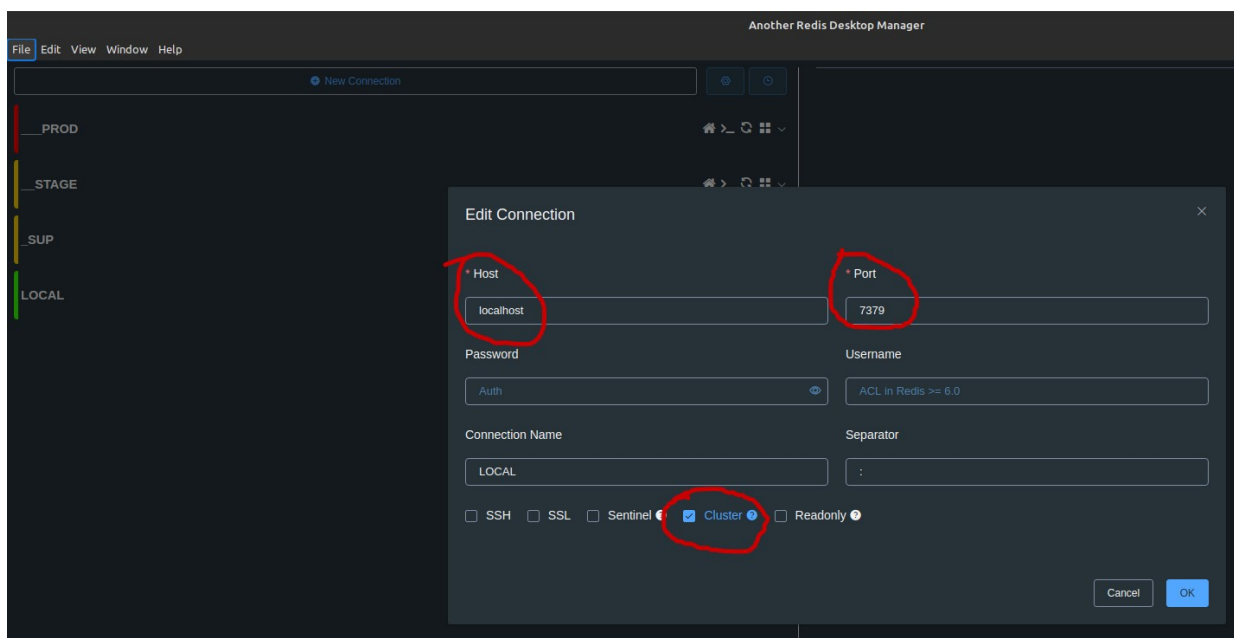 Another Redis Desktop Manager
File Edit View Window Help
New Connection
___PROD
__STAGE
_SUP
LOCAL
Edit Connection
* Host
* Port
localhost
7379
Password
Username
Auth
ACL in Redis >= 6.0
Connection Name
Separator
LOCAL
:
SSH SSL Sentinel Cluster Readonly
Cancel OK